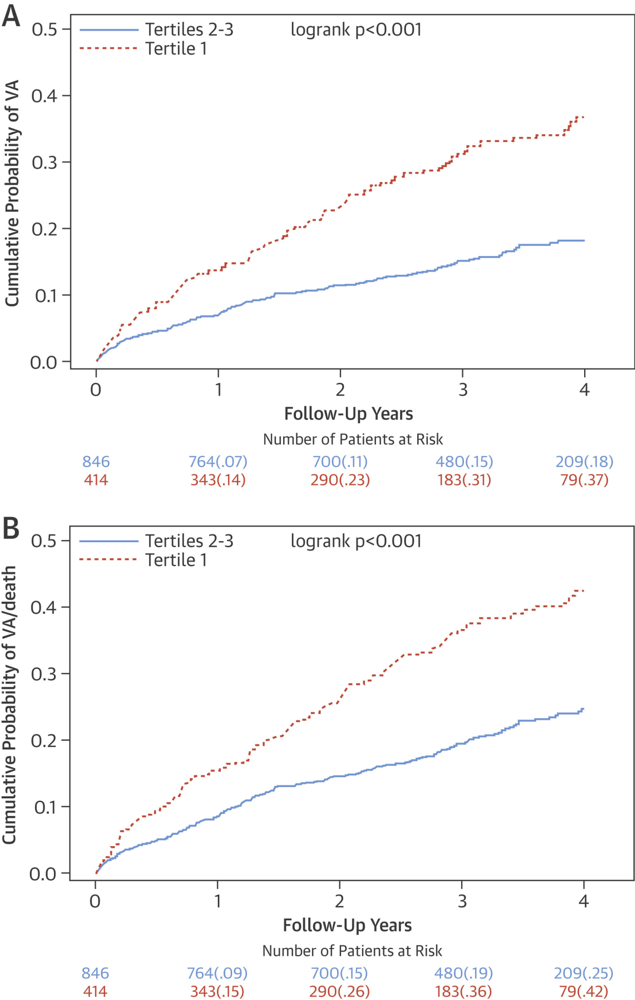 A
Tertiles 2-3 logrank p<0.001
Tertile 1
Cumulative Probability of VA
0.5
0.4
0.3
0.2
0.1
0.0
0 1 2 3 4
Follow-Up Years
Number of Patients at Risk
846 764(.07) 700(.11) 480(.15) 209(.18)
414 343(.14) 290(.23) 183(.31) 79(.37)
B
Tertiles 2-3 logrank p<0.001
Tertile 1
Cumulative Probability of VA/death
0.5
0.4
0.3
0.2
0.1
0.0
0 1 2 3 4
Follow-Up Years
Number of Patients at Risk
846 764(.09) 700(.15) 480(.19) 209(.25)
414 343(.15) 290(.26) 183(.36) 79(.42)